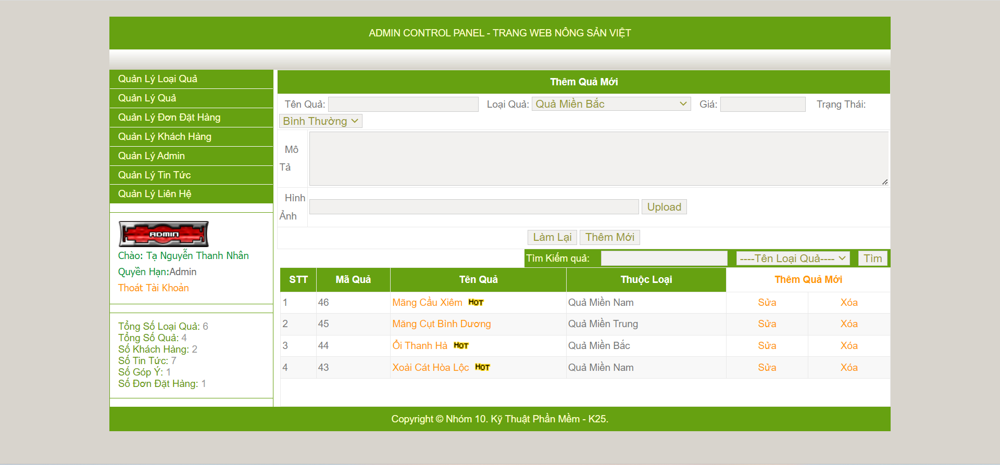 ADMIN CONTROL PANEL - TRANG WEB NÔNG SẢN VIỆT
Quản Lý Loại Quả
Quản Lý Quả
Quản Lý Đơn Đặt Hàng
Quản Lý Khách Hàng
Quản Lý Admin
Quản Lý Tin Tức
Quản Lý Liên Hệ
ADMIN
Chào: Tạ Nguyễn Thanh Nhân
Quyền Hạn:Admin
Thoát Tài Khoản
Tổng Số Loại Quả: 6
Tổng Số Quả: 4
Số Khách Hàng: 2
Số Tin Tức: 7
Số Góp Ý: 1
Số Đơn Đặt Hàng: 1
Thêm Quả Mới
Tên Quả: Loại Quả: Quả Miền Bắc Giá: Trạng Thái:
Bình Thường
Mô
Tả
Hình
Ảnh
Upload
Làm Lại Thêm Mới
Tìm Kiếm quả: ----Tên Loại Quả---- Tìm
STT Mã Quả Tên Quả Thuộc Loại Thêm Quả Mới
1 46 Mãng Cầu Xiêm HOT Quả Miền Nam Sửa Xóa
2 45 Măng Cụt Bình Dương Quả Miền Trung Sửa Xóa
3 44 Ổi Thanh Hà HOT Quả Miền Bắc Sửa Xóa
4 43 Xoài Cát Hòa Lộc HOT Quả Miền Nam Sửa Xóa
Copyright © Nhóm 10. Kỹ Thuật Phần Mềm - K25.